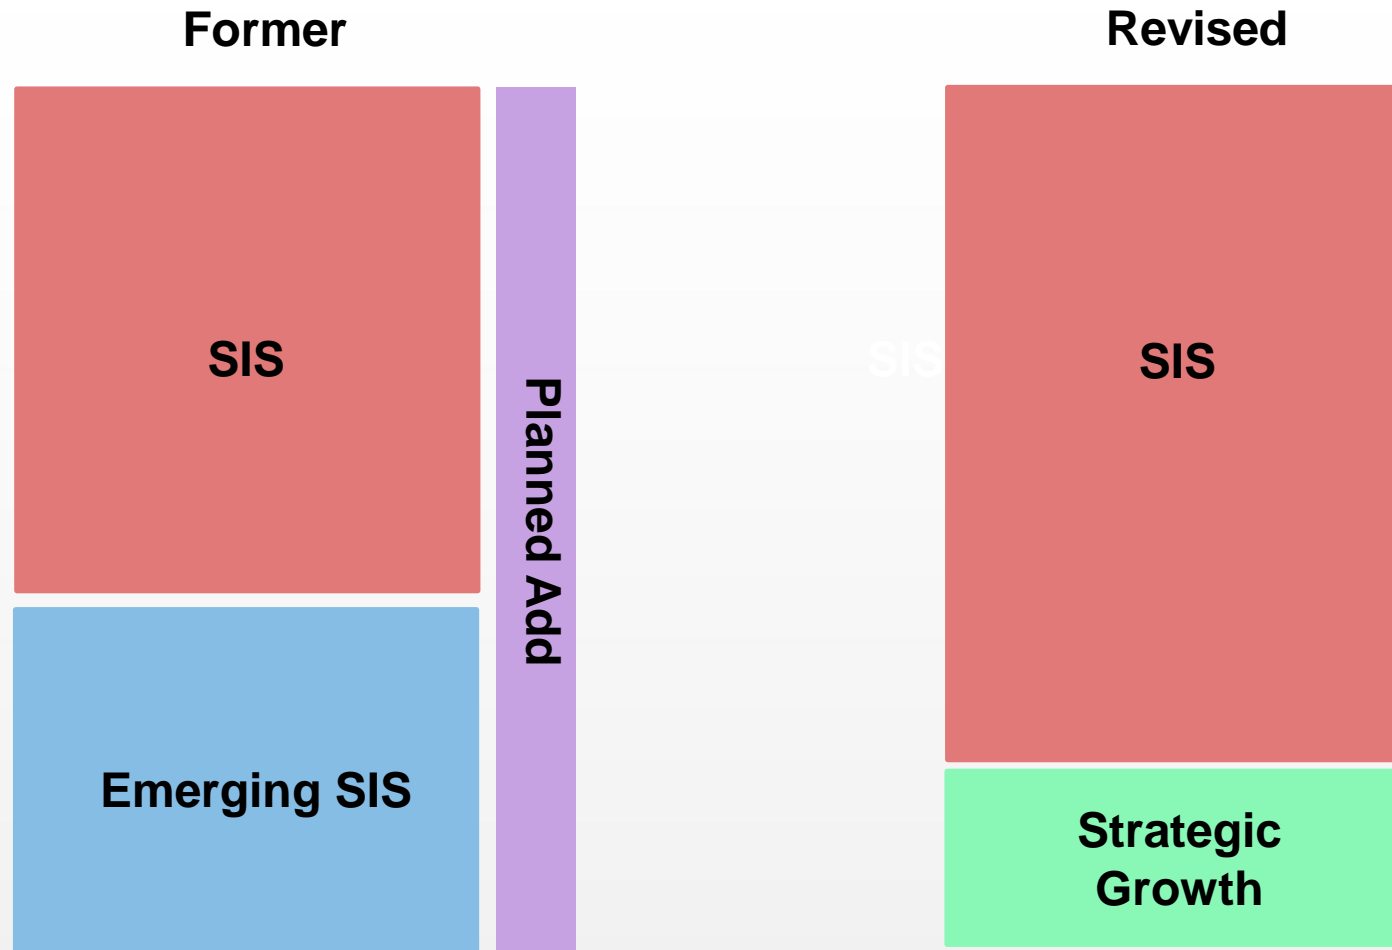 Former
Revised
SIS
Planned Add
SIS
SIS
Emerging SIS
Strategic
Growth